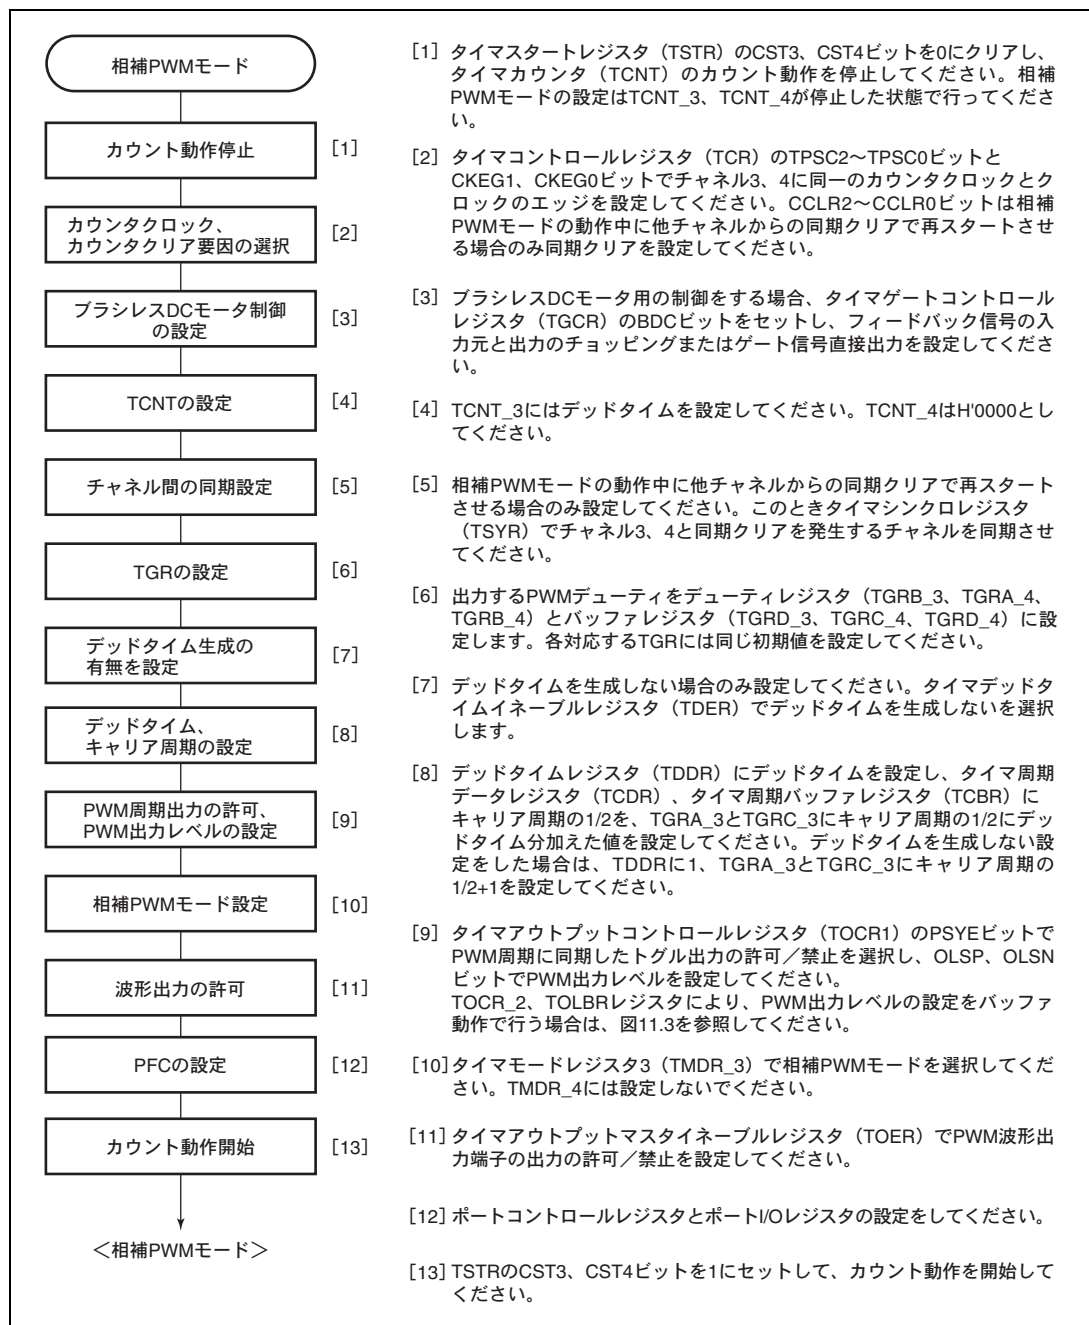 相補PWMモード
カウント動作停止
[1]
カウンタクロック、
カウンタクリア要因の選択
[2]
ブラシレスDCモータ制御
の設定
[3]
TCNTの設定
[4]
チャネル間の同期設定
[5]
TGRの設定
[6]
デッドタイム生成の
有無を設定
[7]
デッドタイム、
キャリア周期の設定
[8]
PWM周期出力の許可、
PWM出力レベルの設定
[9]
相補PWMモード設定
[10]
波形出力の許可
[11]
PFCの設定
[12]
カウント動作開始
[13]
＜相補PWMモード＞
[1] タイマスタートレジスタ（TSTR）のCST3、CST4ビットを0にクリアし、
タイマカウンタ（TCNT）のカウント動作を停止してください。相補
PWMモードの設定はTCNT_3、TCNT_4が停止した状態で行ってくださ
い。
[2] タイマコントロールレジスタ（TCR）のTPSC2～TPSC0ビットと
CKEG1、CKEG0ビットでチャネル3、4に同一のカウンタクロックとク
ロックのエッジを設定してください。CCLR2～CCLR0ビットは相補
PWMモードの動作中に他チャネルからの同期クリアで再スタートさせ
る場合のみ同期クリアを設定してください。
[3] ブラシレスDCモータ用の制御をする場合、タイマゲートコントロール
レジスタ（TGCR）のBDCビットをセットし、フィードバック信号の入
力元と出力のチョッピングまたはゲート信号直接出力を設定してくださ
い。
[4] TCNT_3にはデッドタイムを設定してください。TCNT_4はH'0000とし
てください。
[5] 相補PWMモードの動作中に他チャネルからの同期クリアで再スタート
させる場合のみ設定してください。このときタイマシンクロレジスタ
（TSYR）でチャネル3、4と同期クリアを発生するチャネルを同期させ
てください。
[6] 出力するPWMデューティをデューティレジスタ（TGRB_3、TGRA_4、
TGRB_4）とバッファレジスタ（TGRD_3、TGRC_4、TGRD_4）に設
定します。各対応するTGRには同じ初期値を設定してください。
[7] デッドタイムを生成しない場合のみ設定してください。タイマデッドタ
イムイネーブルレジスタ（TDER）でデッドタイムを生成しないを選択
します。
[8] デッドタイムレジスタ（TDDR）にデッドタイムを設定し、タイマ周期
データレジスタ（TCDR）、タイマ周期バッファレジスタ（TCBR）に
キャリア周期の1/2を、TGRA_3とTGRC_3にキャリア周期の1/2にデッ
ドタイム分加えた値を設定してください。デッドタイムを生成しない設
定をした場合は、TDDRに1、TGRA_3とTGRC_3にキャリア周期の
1/2+1を設定してください。
[9] タイマアウトプットコントロールレジスタ（TOCR1）のPSYEビットで
PWM周期に同期したトグル出力の許可／禁止を選択し、OLSP、OLSN
ビットでPWM出力レベルを設定してください。
TOCR_2、TOLBRレジスタにより、PWM出力レベルの設定をバッファ
動作で行う場合は、図11.3を参照してください。
[10] タイマモードレジスタ3（TMDR_3）で相補PWMモードを選択してくだ
さい。TMDR_4には設定しないでください。
[11] タイマアウトプットマスタイネーブルレジスタ（TOER）でPWM波形出
力端子の出力の許可／禁止を設定してください。
[12] ポートコントロールレジスタとポートI/Oレジスタの設定をしてください。
[13] TSTRのCST3、CST4ビットを1にセットして、カウント動作を開始して
ください。